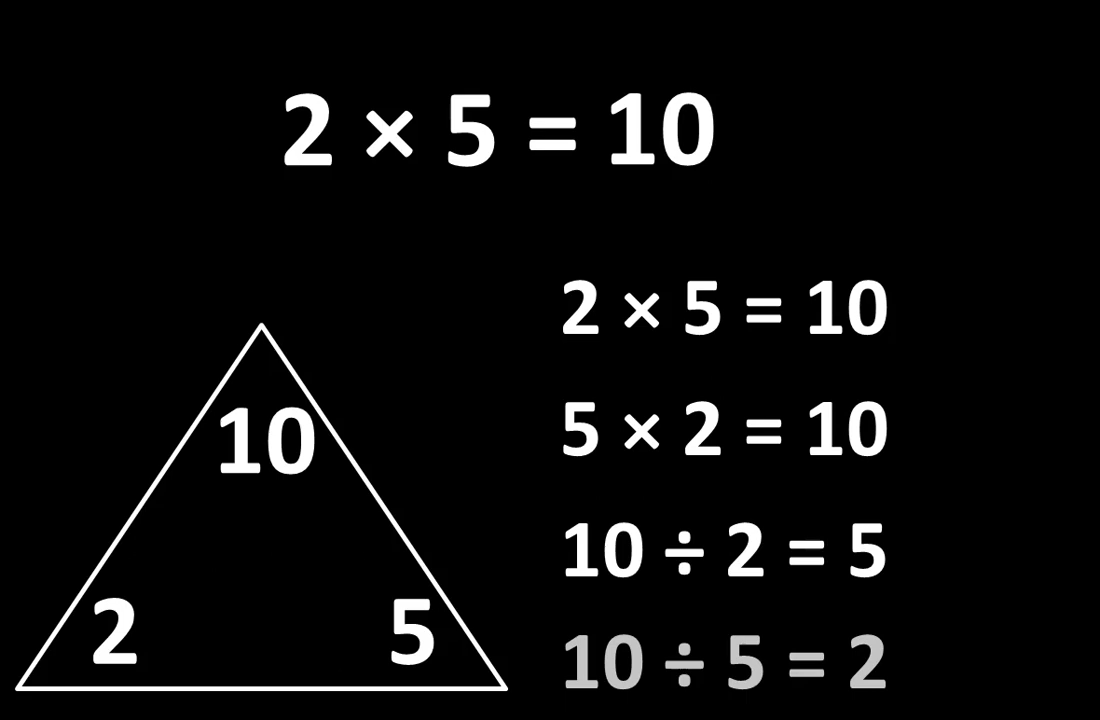 2 × 5 = 10
2 × 5 = 10
5 × 2 = 10
10 ÷ 2 = 5
10 ÷ 5 = 2
10
2 5